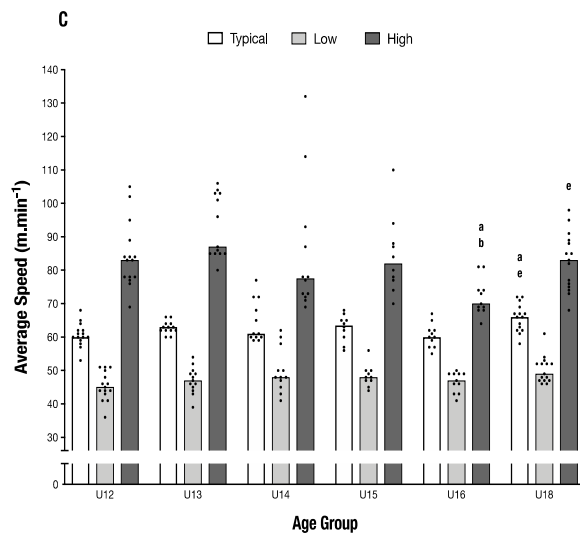 C
Typical Low High
140
130
120
110
100
90
80
70
60
50
40
30
0
Average Speed (m.min⁻¹)
a
b
a
e
e
U12 U13 U14 U15 U16 U18
Age Group